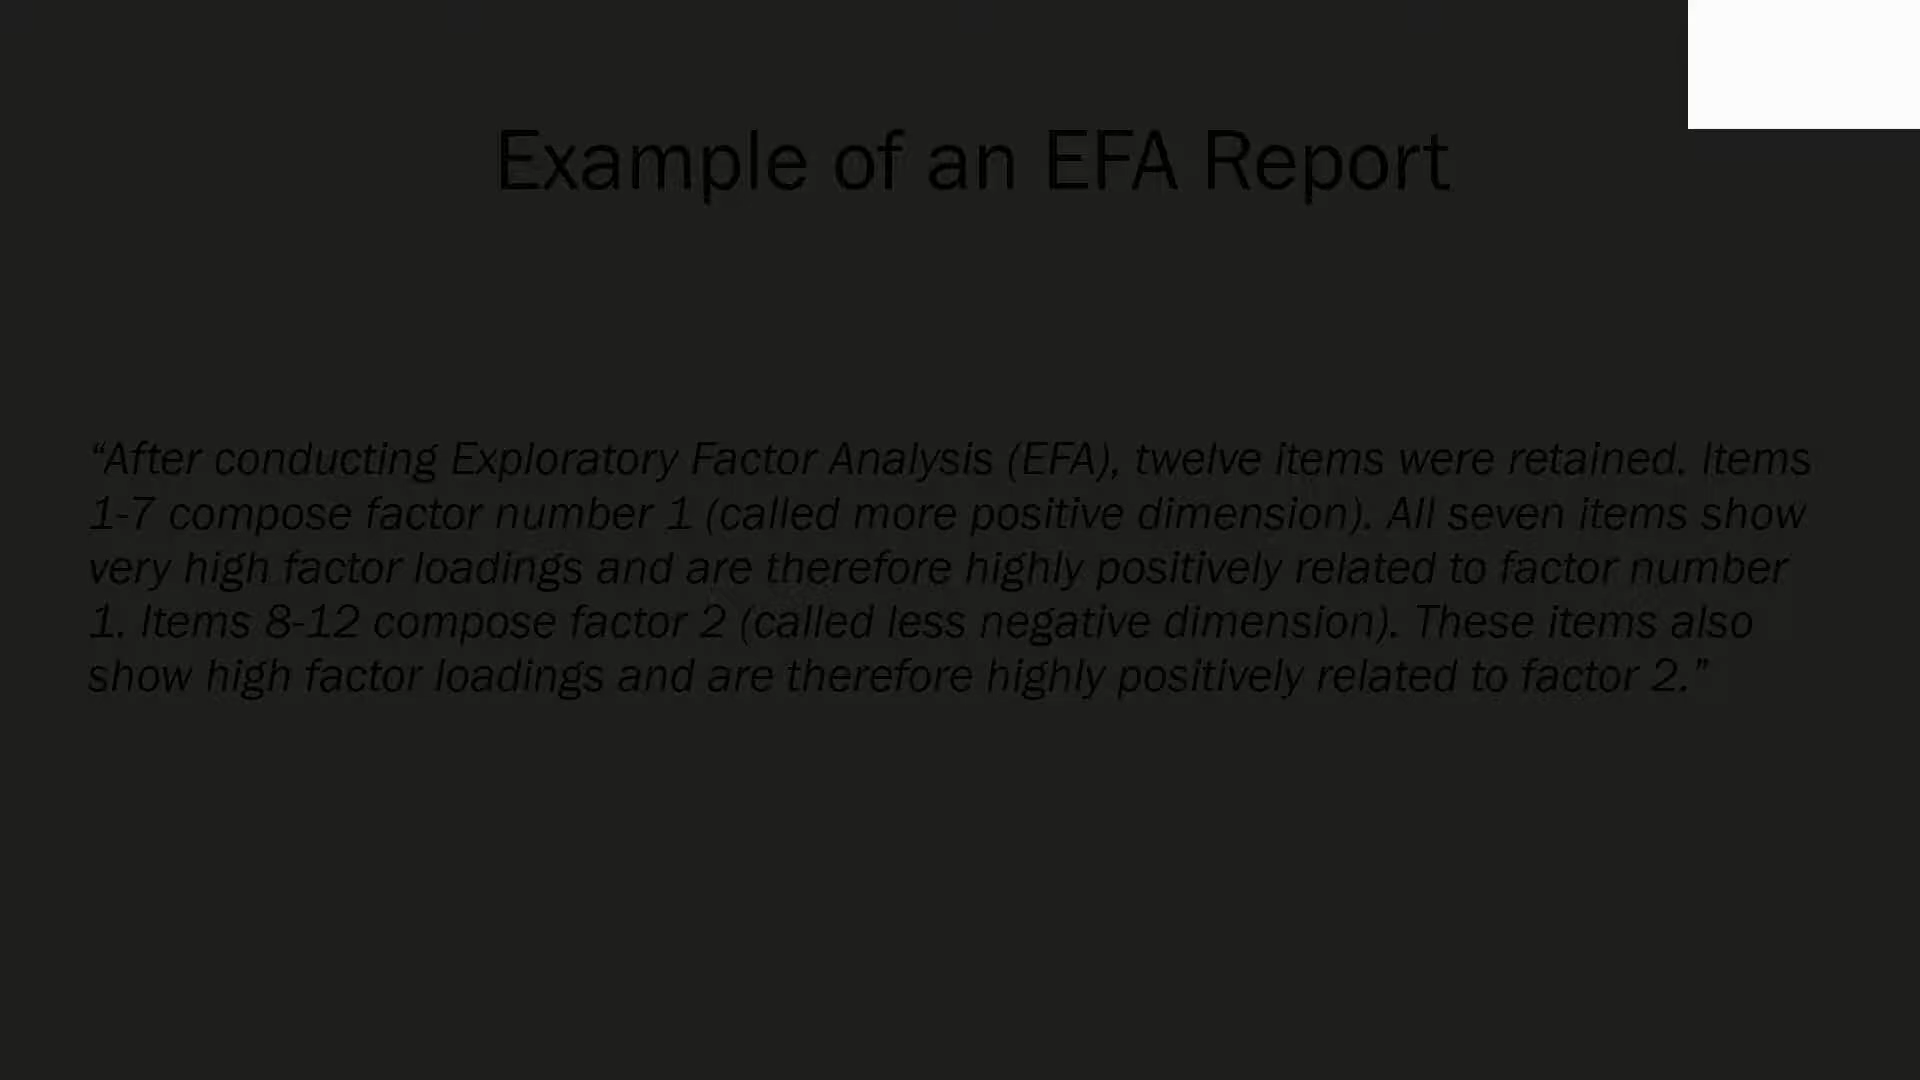 Example of an EFA Report
“After conducting Exploratory Factor Analysis (EFA), twelve items were retained. Items
1-7 compose factor number 1 (called more positive dimension). All seven items show
very high factor loadings and are therefore highly positively related to factor number
1. Items 8-12 compose factor 2 (called less negative dimension). These items also
show high factor loadings and are therefore highly positively related to factor 2.”